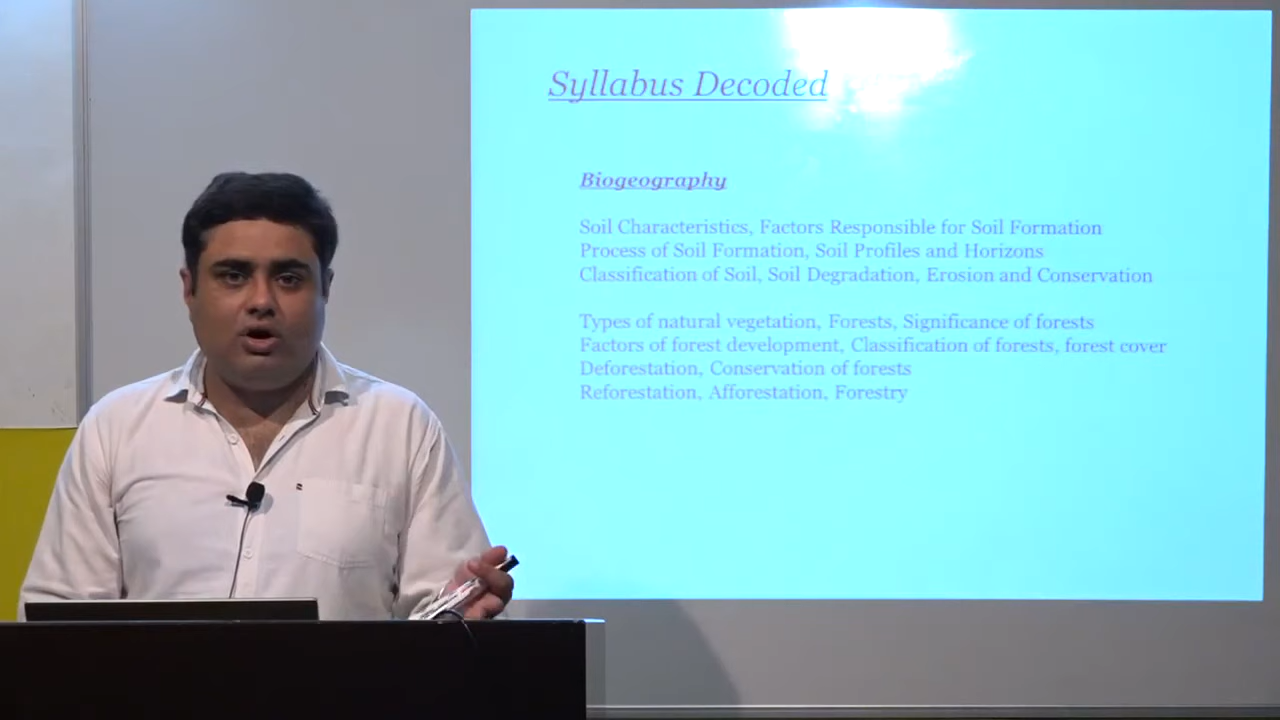 Syllabus Decoded
Biogeography
Soil Characteristics, Factors Responsible for Soil Formation
Process of Soil Formation, Soil Profiles and Horizons
Classification of Soil, Soil Degradation, Erosion and Conservation
Types of natural vegetation, Forests, Significance of forests
Factors of forest development, Classification of forests, forest cover
Deforestation, Conservation of forests
Reforestation, Afforestation, Forestry